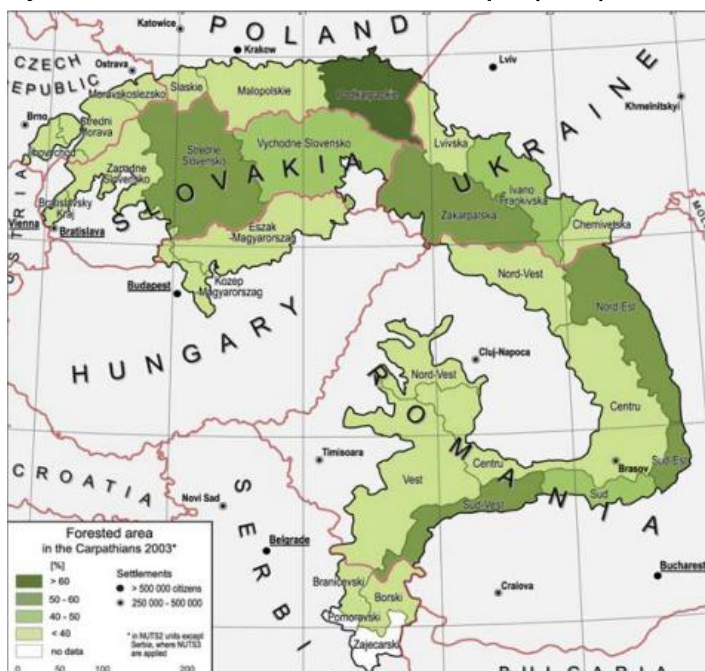 Katowice
POLAND
Krakow
CZECH
REPUBLIC
Ostrava
Lviv
Moravskoslezsko
Slaskie
Malopolskie
Podkarpackie
Khmelnitskyi
Brno
Stredni
Morava
Jihovychod
Zapadne
Slovensko
Stredne
Slovensko
Vychodne Slovensko
SLOVAKIA
Lvivska
UKRAINE
Ivano
Frankivska
Zakarpatska
Chernivetska
Bratislavsky
Kraj
Vienna
Bratislava
Eszak
-Magyarorszag
Kozep
Magyarorszag
Budapest
HUNGARY
Nord-Vest
Nord-Est
Cluj-Napoca
Nord-Vest
ROMANIA
Centru
Brasov
Sud-Est
Timisoara
Vest
Centru
Sud
Sud-Vest
CROATIA
Novi Sad
SERBI
Belgrade
Bucharest
Craiova
Branicevski
Borski
Pomoravski
Zajecarski
Forested area
in the Carpathians 2003*
[%]
> 60
50 - 60
40 - 50
< 40
no data
Settlements
> 500 000 citizens
250 000 - 500 000
* in NUTS2 units except
Serbia, where NUTS3
are applied
0 50 100 200